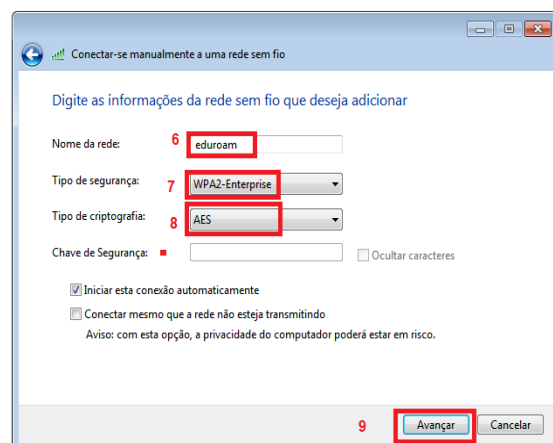 Conectar-se manualmente a uma rede sem fio
Digite as informações da rede sem fio que deseja adicionar
Nome da rede: 6 eduroam
Tipo de segurança: 7 WPA2-Enterprise
Tipo de criptografia: 8 AES
Chave de Segurança: Ocultar caracteres
Iniciar esta conexão automaticamente
Conectar mesmo que a rede não esteja transmitindo
Aviso: com esta opção, a privacidade do computador poderá estar em risco.
9 Avançar Cancelar